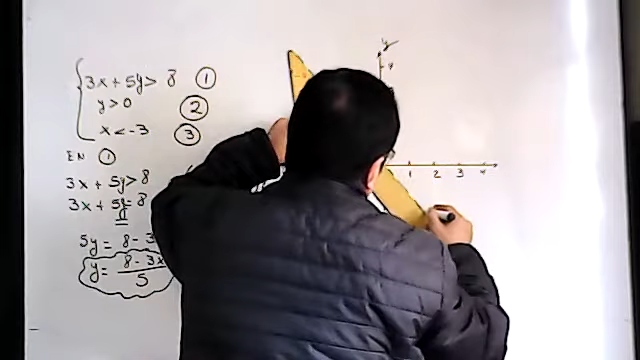 3x + 5y > 8 ①
y > 0 ②
x < -3 ③
EN ①
3x + 5y > 8
3x + 5y = 8
5y = 8 - 3
y = 8 - 3x
5
y
1 2 3 4